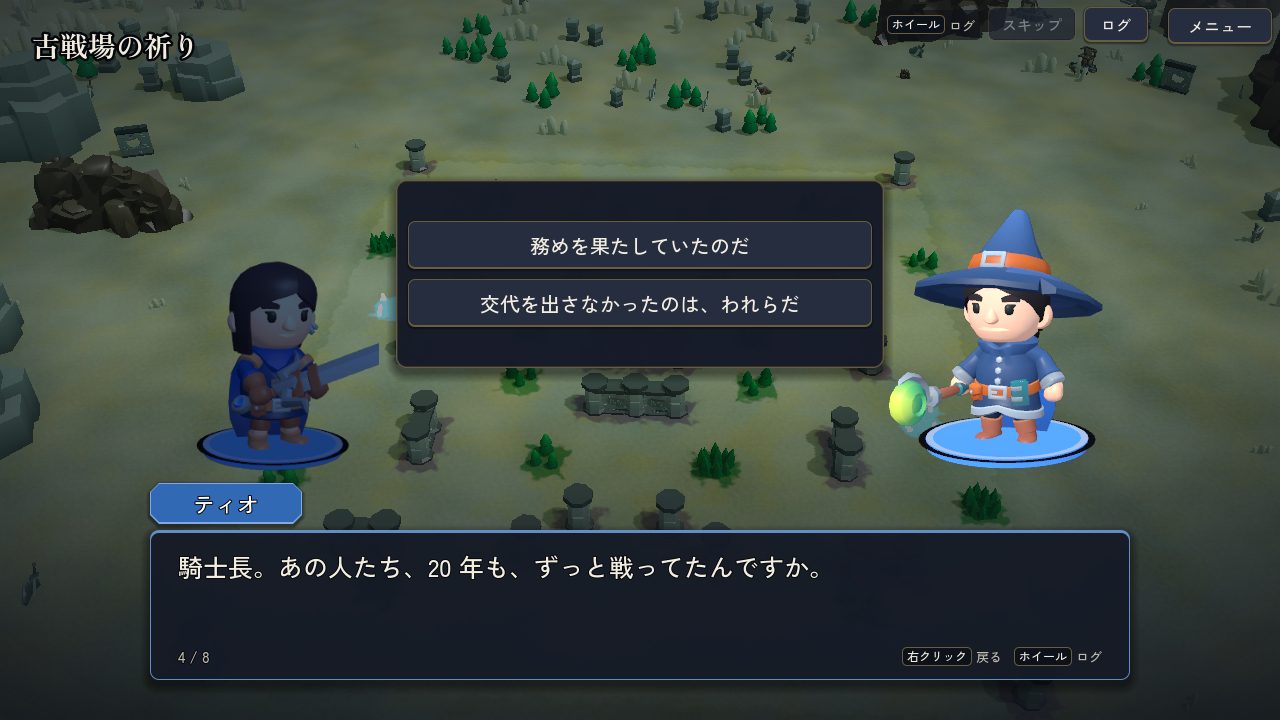 古戦場の祈り
ホイール ログ スキップ ログ メニュー
務めを果たしていたのだ
交代を出さなかったのは、われらだ
ティオ
騎士長。あの人たち、20 年も、ずっと戦ってたんですか。
4 / 8
右クリック 戻る ホイール ログ